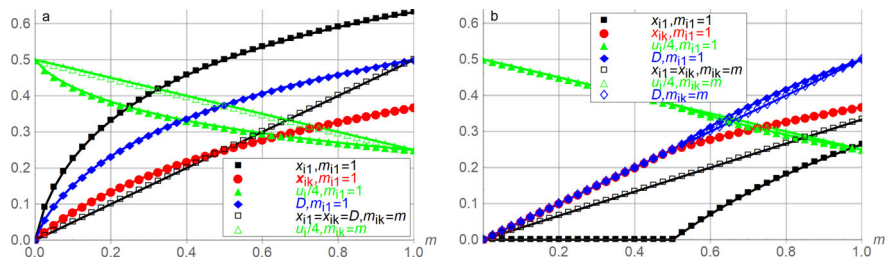 a
0.6
0.5
0.4
0.3
0.2
0.1
0.0
0.0 0.2 0.4 0.6 0.8 1.0 m
x_i1,m_i1=1
x_ik,m_i1=1
u_i/4,m_i1=1
D,m_i1=1
x_i1=x_ik=D,m_ik=m
u_i/4,m_ik=m
b
0.6
0.5
0.4
0.3
0.2
0.1
0.0
0.2 0.4 0.6 0.8 1.0 m
x_i1,m_i1=1
x_ik,m_i1=1
u_i/4,m_i1=1
D,m_i1=1
x_i1=x_ik,m_ik=m
u_i/4,m_ik=m
D,m_ik=m